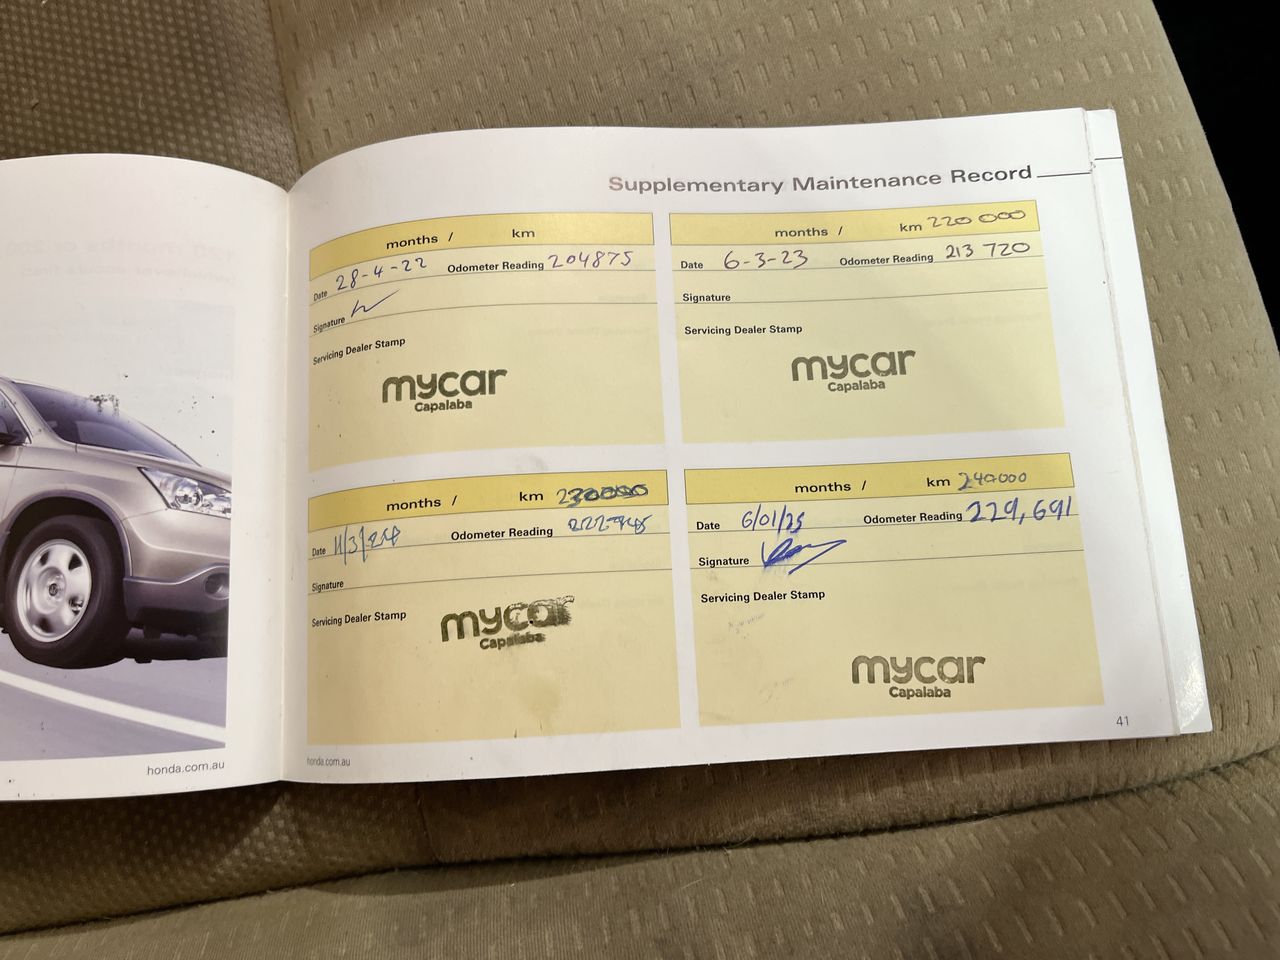 Supplementary Maintenance Record
months / km
Date 28-4-22 Odometer Reading 204875
Signature
Servicing Dealer Stamp
mycar
Capalaba
months / km 220 000
Date 6-3-23 Odometer Reading 213 720
Signature
Servicing Dealer Stamp
mycar
Capalaba
months / km 230000
Date Odometer Reading
Signature
Servicing Dealer Stamp
mycar
Capalaba
months / km 240000
Date 6/01/25 Odometer Reading 229,691
Signature
Servicing Dealer Stamp
mycar
Capalaba
honda.com.au
honda.com.au
41